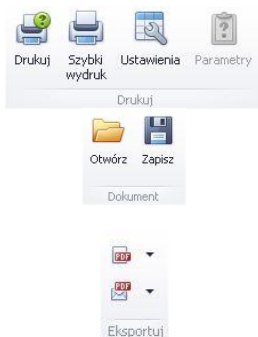 Drukuj Szybki wydruk Ustawienia Parametry
Drukuj
Otwórz Zapisz
Dokument
PDF
PDF
Eksportuj